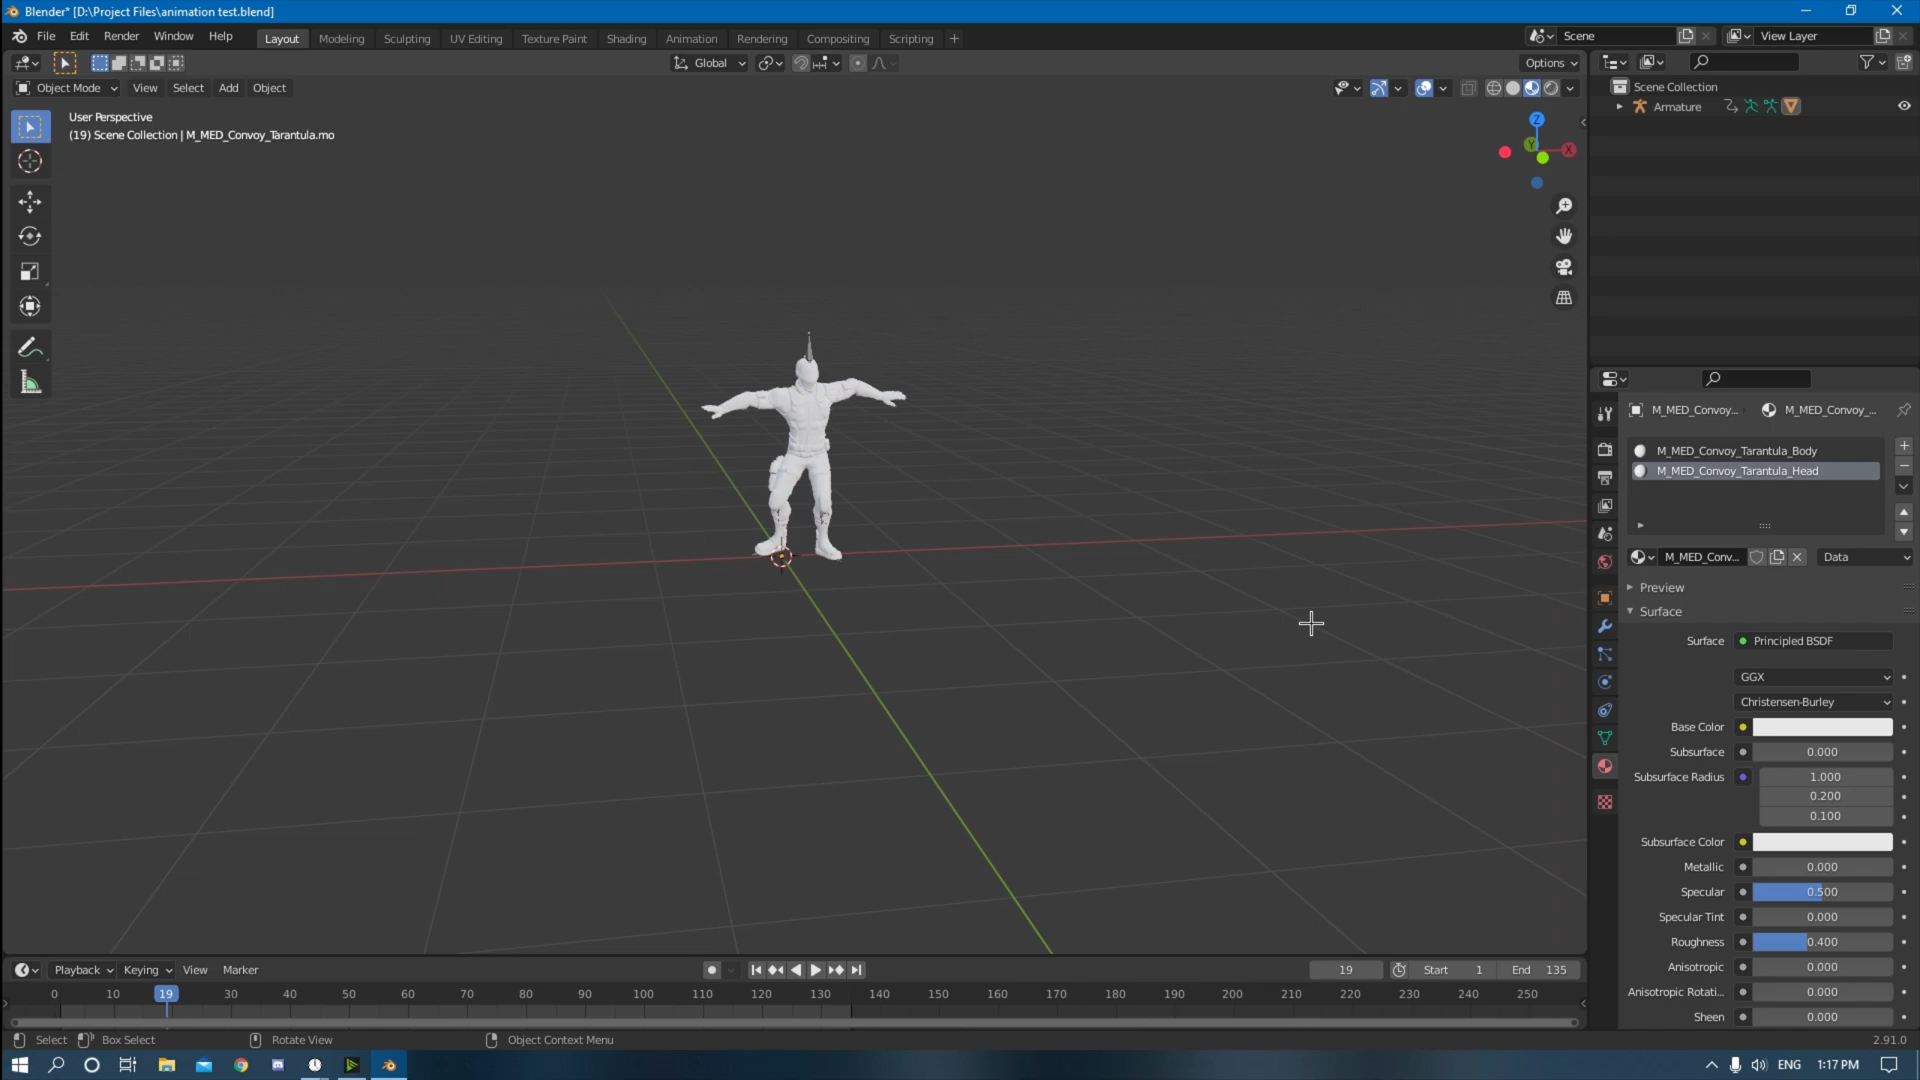 Blender* [D:\Project Files\animation test.blend]
File Edit Render Window Help
Layout Modeling Sculpting UV Editing Texture Paint Shading Animation Rendering Compositing Scripting
Scene
View Layer
Global
Options
Object Mode View Select Add Object
User Perspective
(19) Scene Collection | M_MED_Convoy_Tarantula.mo
Z
Y
X
Scene Collection
Armature
M_MED_Convoy... M_MED_Convoy_...
M_MED_Convoy_Tarantula_Body
M_MED_Convoy_Tarantula_Head
M_MED_Conv... Data
Preview
Surface
Surface Principled BSDF
GGX
Christensen-Burley
Base Color
Subsurface 0.000
Subsurface Radius 1.000
0.200
0.100
Subsurface Color
Metallic 0.000
Specular 0.500
Specular Tint 0.000
Roughness 0.400
Anisotropic 0.000
Anisotropic Rotati... 0.000
Sheen 0.000
Playback Keying View Marker
19 Start 1 End 135
0 10 19 30 40 50 60 70 80 90 100 110 120 130 140 150 160 170 180 190 200 210 220 230 240 250
Select Box Select Rotate View Object Context Menu 2.91.0
ENG 1:17 PM